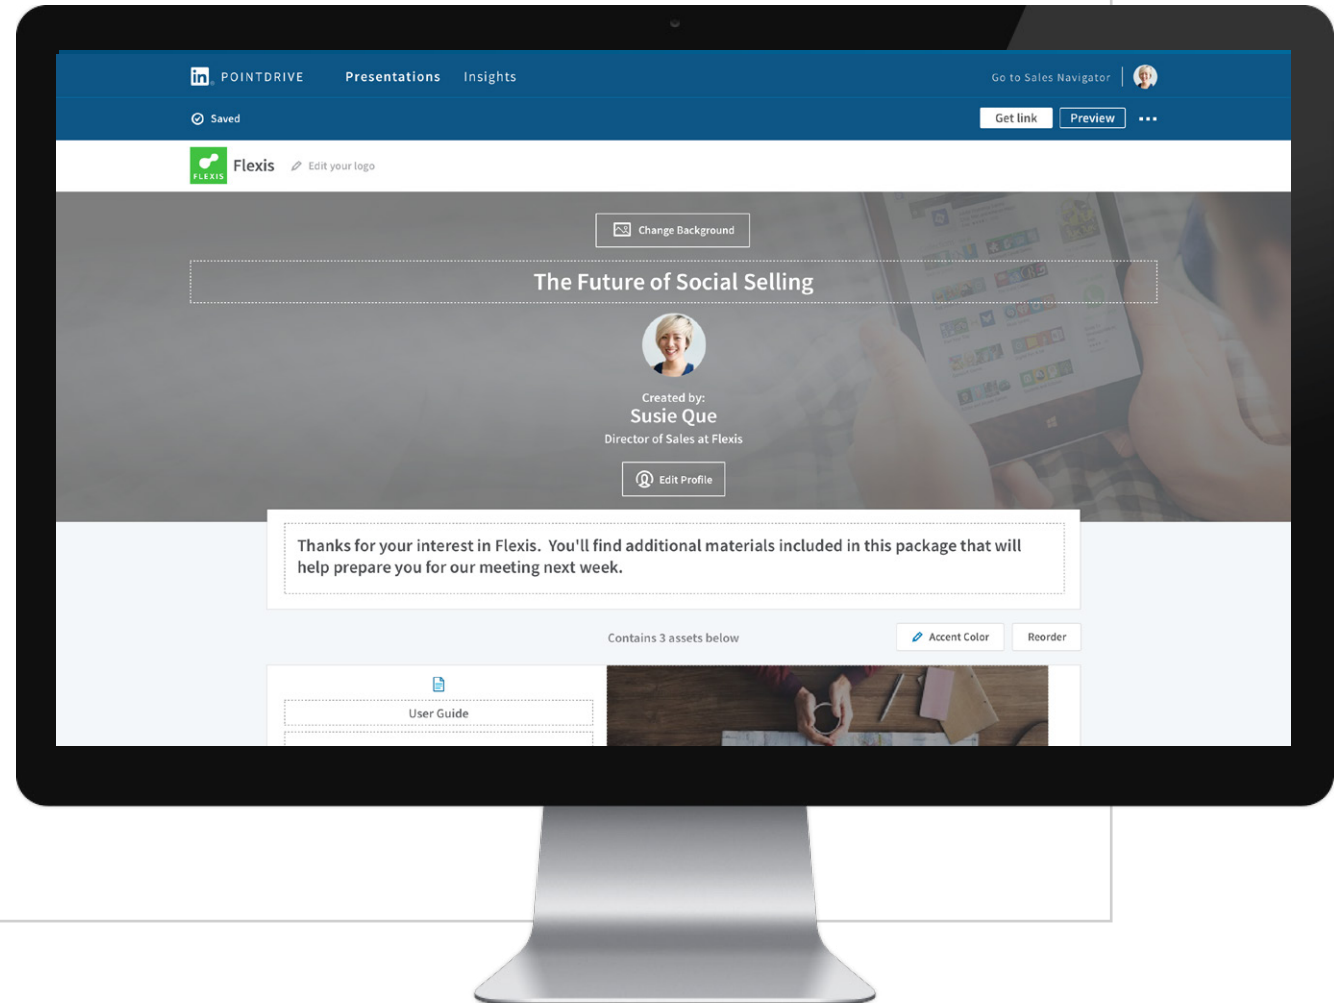 in POINTDRIVE Presentations Insights Go to Sales Navigator
Saved Get link Preview
FLEXIS Flexis Edit your logo
Change Background
The Future of Social Selling
Created by:
Susie Que
Director of Sales at Flexis
Edit Profile
Thanks for your interest in Flexis. You'll find additional materials included in this package that will
help prepare you for our meeting next week.
Contains 3 assets below Accent Color Reorder
User Guide